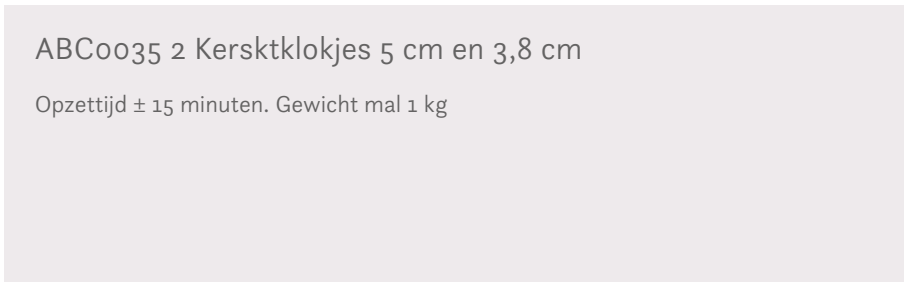 ABC0035 2 Kersktklokjes 5 cm en 3,8 cm
Opzettijd ± 15 minuten. Gewicht mal 1 kg